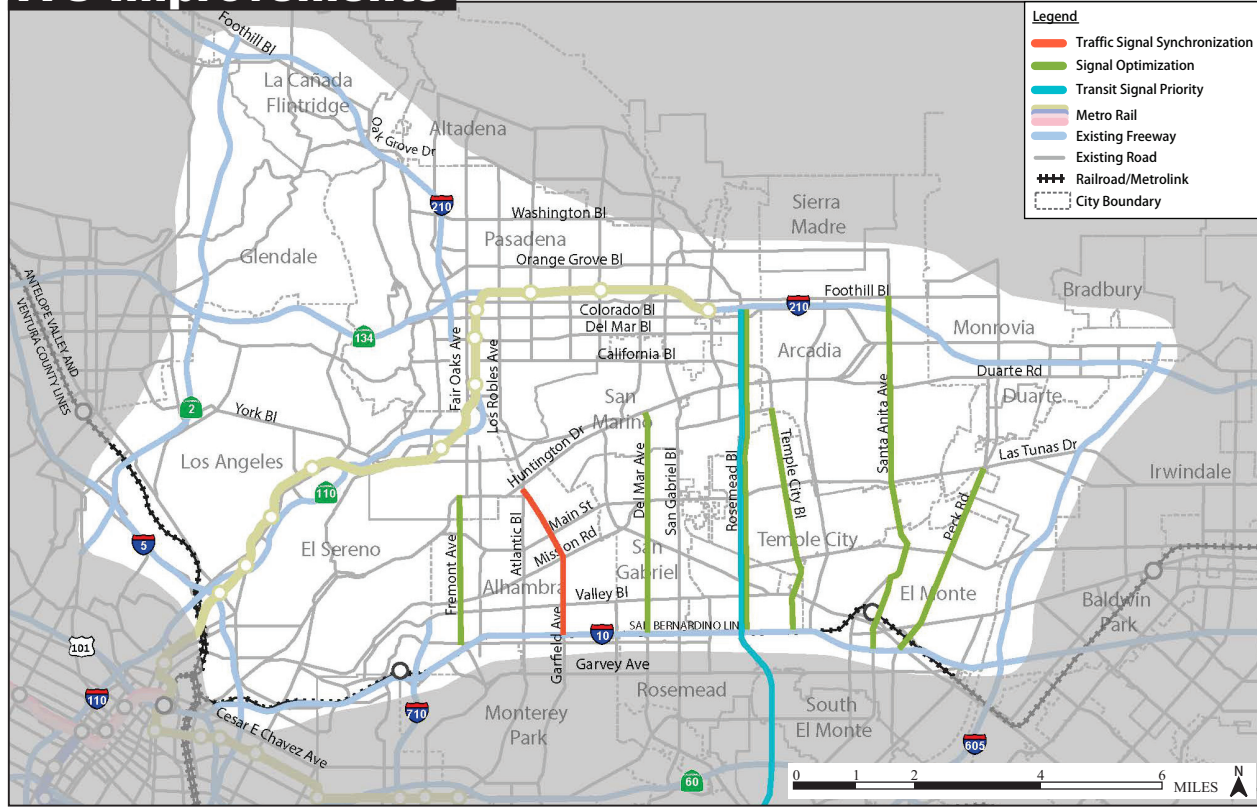 ITS Improvements
Legend
Traffic Signal Synchronization
Signal Optimization
Transit Signal Priority
Metro Rail
Existing Freeway
Existing Road
Railroad/Metrolink
City Boundary
Foothill Bl
La Cañada
Flintridge
Oak Grove Dr
Altadena
210
Washington Bl
Sierra
Madre
Pasadena
Glendale
Orange Grove Bl
ANTELOPE VALLEY AND
VENTURA COUNTY LINES
Foothill Bl
210
Bradbury
Colorado Bl
Del Mar Bl
Monrovia
134
California Bl
Arcadia
Fair Oaks Ave
Los Robles Ave
Duarte Rd
Duarte
2
York Bl
San
Marino
Santa Anita Ave
Huntington Dr
Los Angeles
Del Mar Ave
San Gabriel Bl
Rosemead Bl
Temple City Bl
Las Tunas Dr
Irwindale
110
Main St
Mission Rd
Peck Rd
5
El Sereno
Fremont Ave
Atlantic Bl
San
Gabriel
Temple City
Alhambra
Valley Bl
El Monte
Baldwin
Park
SAN BERNARDINO LIN
10
Garfield Ave
Garvey Ave
101
110
Rosemead
710
Monterey
Park
South
El Monte
Cesar E Chavez Ave
605
60
0 1 2 4 6 MILES
N